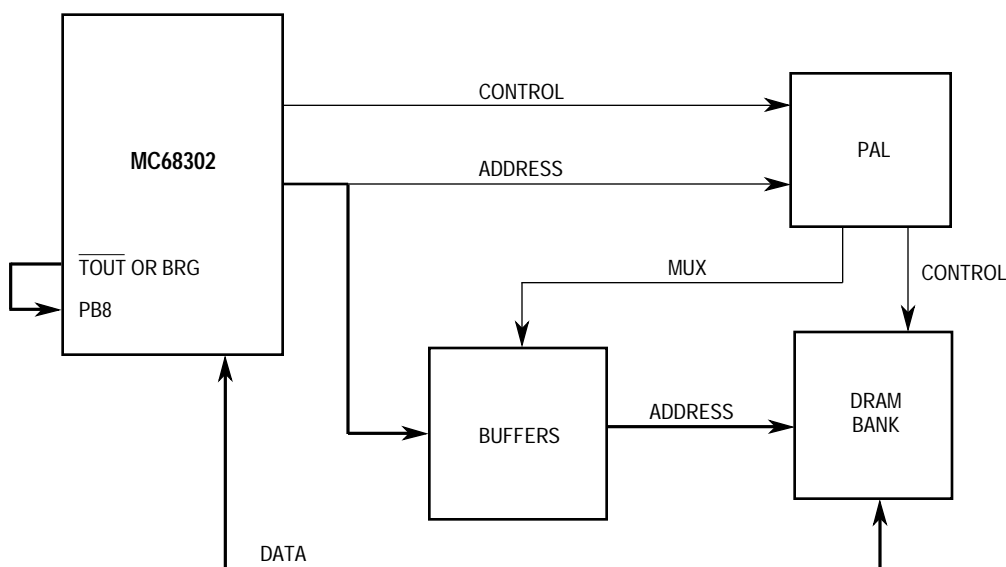 CONTROL
MC68302
PAL
ADDRESS
TOUT OR BRG
MUX
CONTROL
PB8
DRAM
BANK
ADDRESS
BUFFERS
DATA